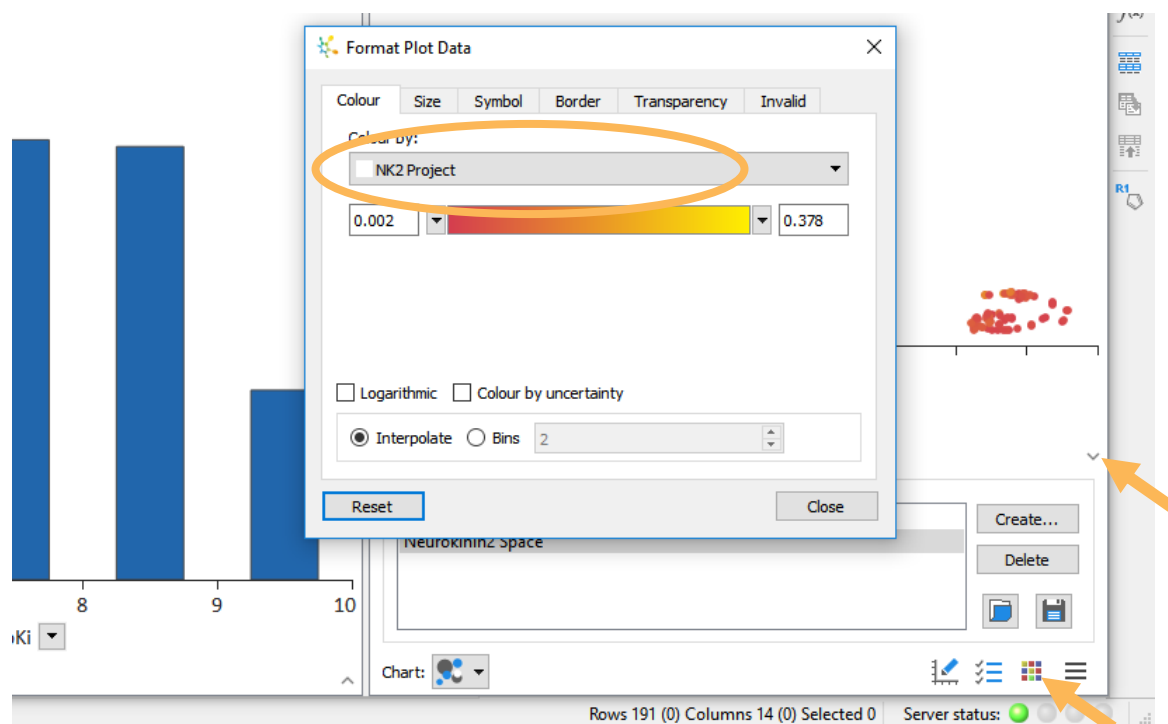 Format Plot Data
Colour Size Symbol Border Transparency Invalid
Colour by:
NK2 Project
0.002 0.378
R1
Logarithmic Colour by uncertainty
Interpolate Bins 2
Reset Close
Create...
Neurokinin2 Space
Delete
8 9 10
Chart:
Rows 191 (0) Columns 14 (0) Selected 0 Server status: